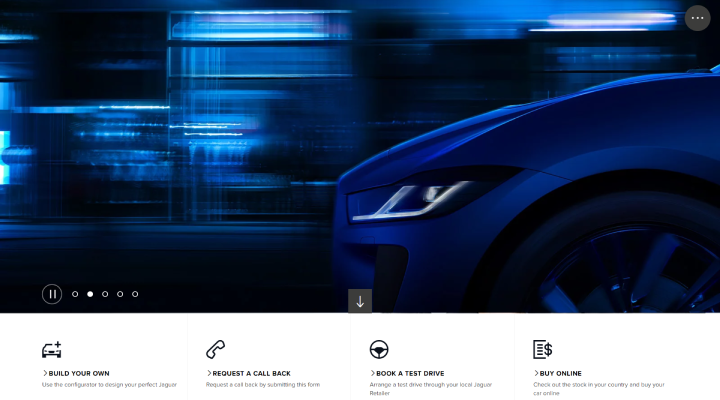 BUILD YOUR OWN
Use the configurator to design your perfect Jaguar
REQUEST A CALL BACK
Request a call back by submitting this form
BOOK A TEST DRIVE
Arrange a test drive through your local Jaguar
Retailer
BUY ONLINE
Check out the stock in your country and buy your
car online